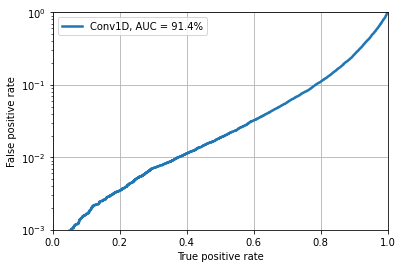 Conv1D, AUC = 91.4%
10⁰
10⁻¹
10⁻²
10⁻³
False positive rate
0.0 0.2 0.4 0.6 0.8 1.0
True positive rate